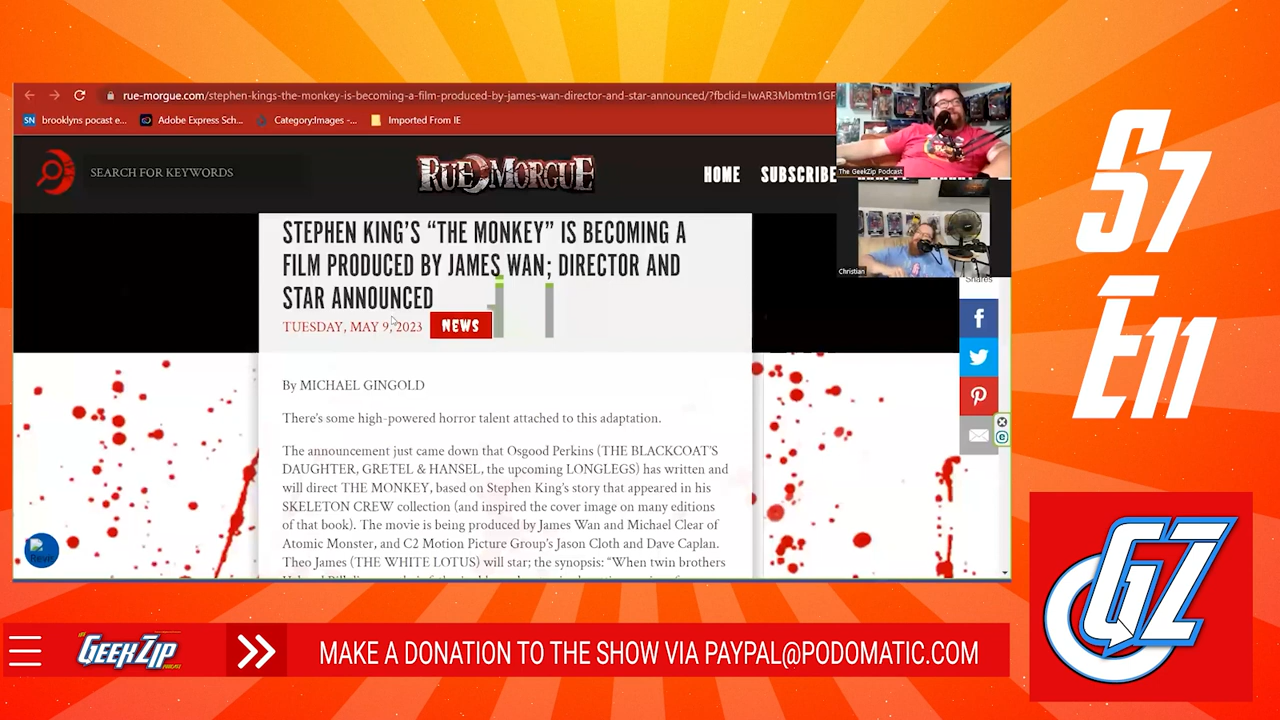 rue-morgue.com/stephen-kings-the-monkey-is-becoming-a-film-produced-by-james-wan-director-and-star-announced/?fbclid=IwAR3Mbmtm1GF
SN brooklyns pocast e...
Adobe Express Sch...
Category:Images -...
Imported From IE
The GeekZip Podcast
Christian
SEARCH FOR KEYWORDS
RUE MORGUE
HOME
SUBSCRIBE
STEPHEN KING'S “THE MONKEY” IS BECOMING A
FILM PRODUCED BY JAMES WAN; DIRECTOR AND
STAR ANNOUNCED
TUESDAY, MAY 9, 2023
NEWS
Shares
By MICHAEL GINGOLD
There's some high-powered horror talent attached to this adaptation.
The announcement just came down that Osgood Perkins (THE BLACKCOAT'S
DAUGHTER, GRETEL & HANSEL, the upcoming LONGLEGS) has written and
will direct THE MONKEY, based on Stephen King's story that appeared in his
SKELETON CREW collection (and inspired the cover image on many editions
of that book). The movie is being produced by James Wan and Michael Clear of
Atomic Monster, and C2 Motion Picture Group's Jason Cloth and Dave Caplan.
Theo James (THE WHITE LOTUS) will star; the synopsis: “When twin brothers
S7
E11
GZ
GEEKZIP
PODCAST
MAKE A DONATION TO THE SHOW VIA PAYPAL@PODOMATIC.COM